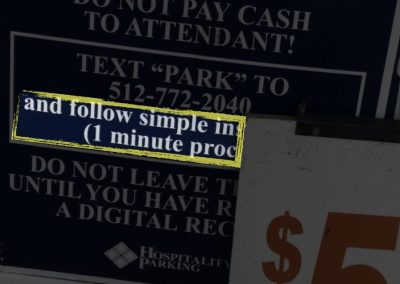 DO NOT PAY CASH
TO ATTENDANT!
TEXT “PARK” TO
512-772-2040
and follow simple ins
(1 minute proc
DO NOT LEAVE T
UNTIL YOU HAVE R
A DIGITAL REC
HOSPITALITY
PARKING
$5